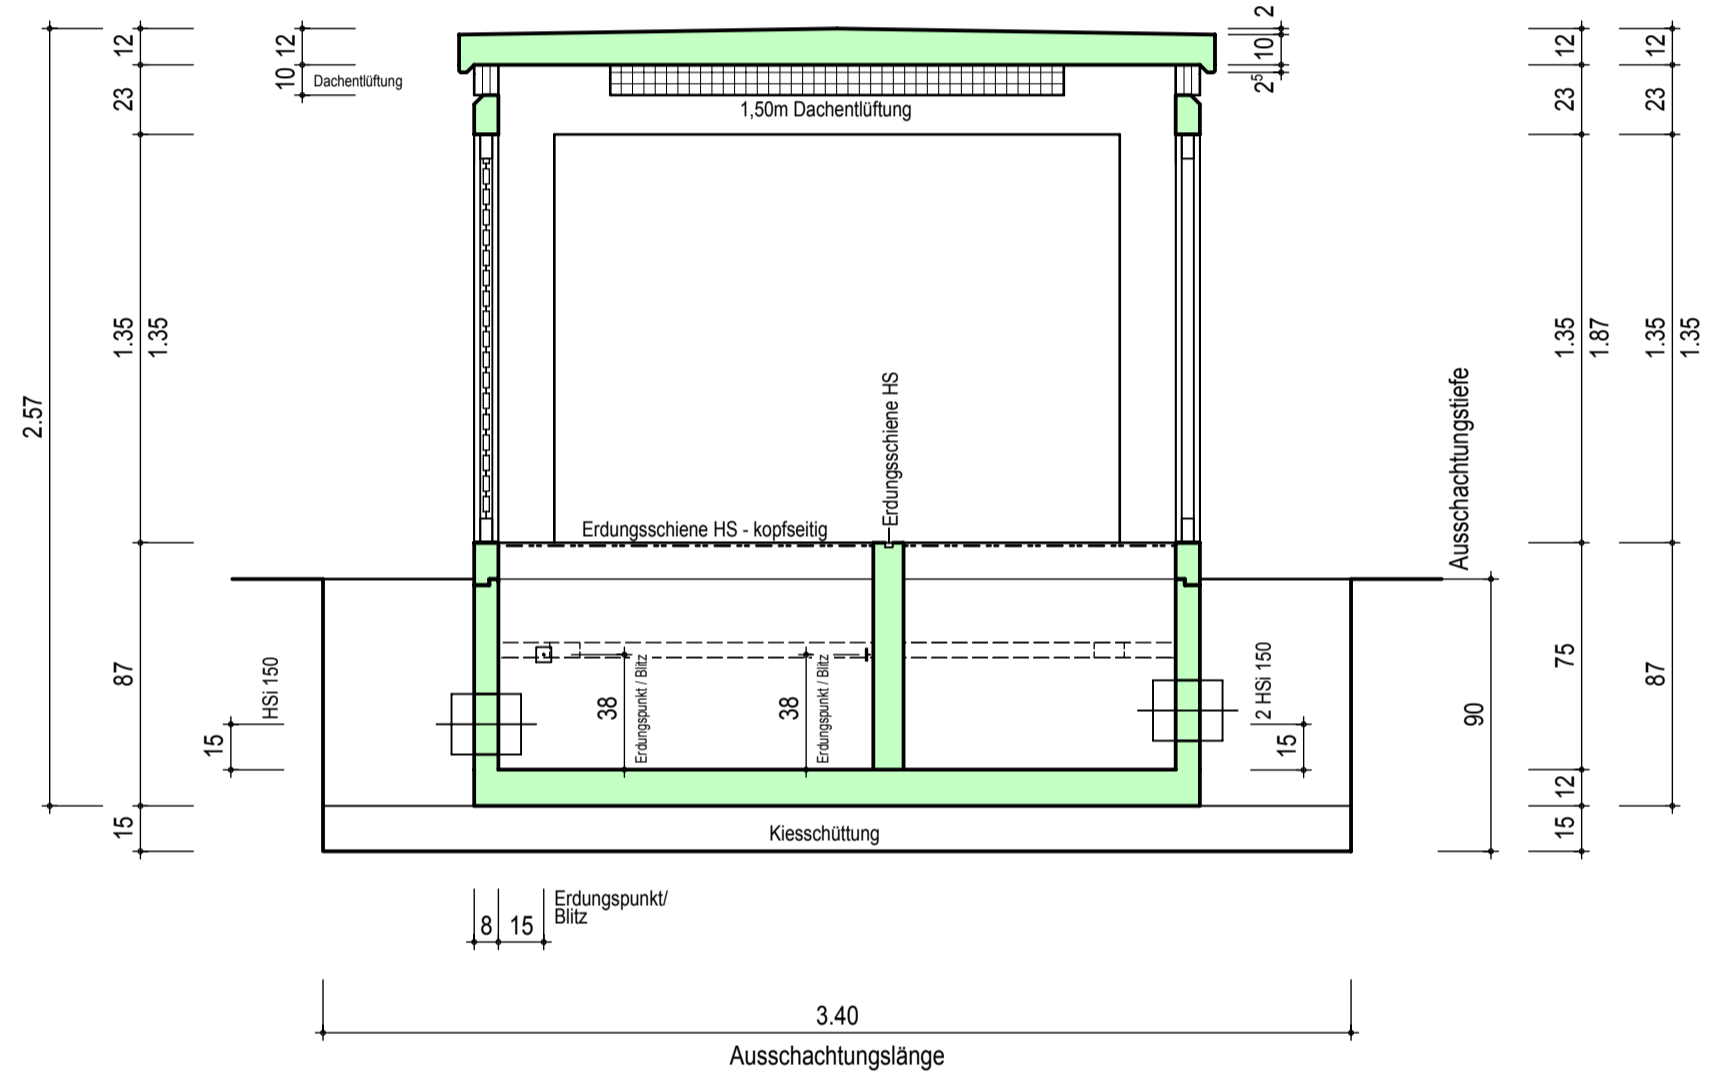 2
12
12
10
12
12
10
Dachentlüftung
2⁵
23
1,50m Dachentlüftung
23
23
1.35
1.35
1.35
1.87
1.35
1.35
2.57
Erdungsschiene HS
Ausschachtungstiefe
Erdungsschiene HS - kopfseitig
87
HSi 150
15
38
Erdungspunkt / Blitz
38
Erdungspunkt / Blitz
2 HSi 150
15
90
75
87
12
15
Kiesschüttung
15
8
15
Erdungspunkt/
Blitz
3.40
Ausschachtungslänge